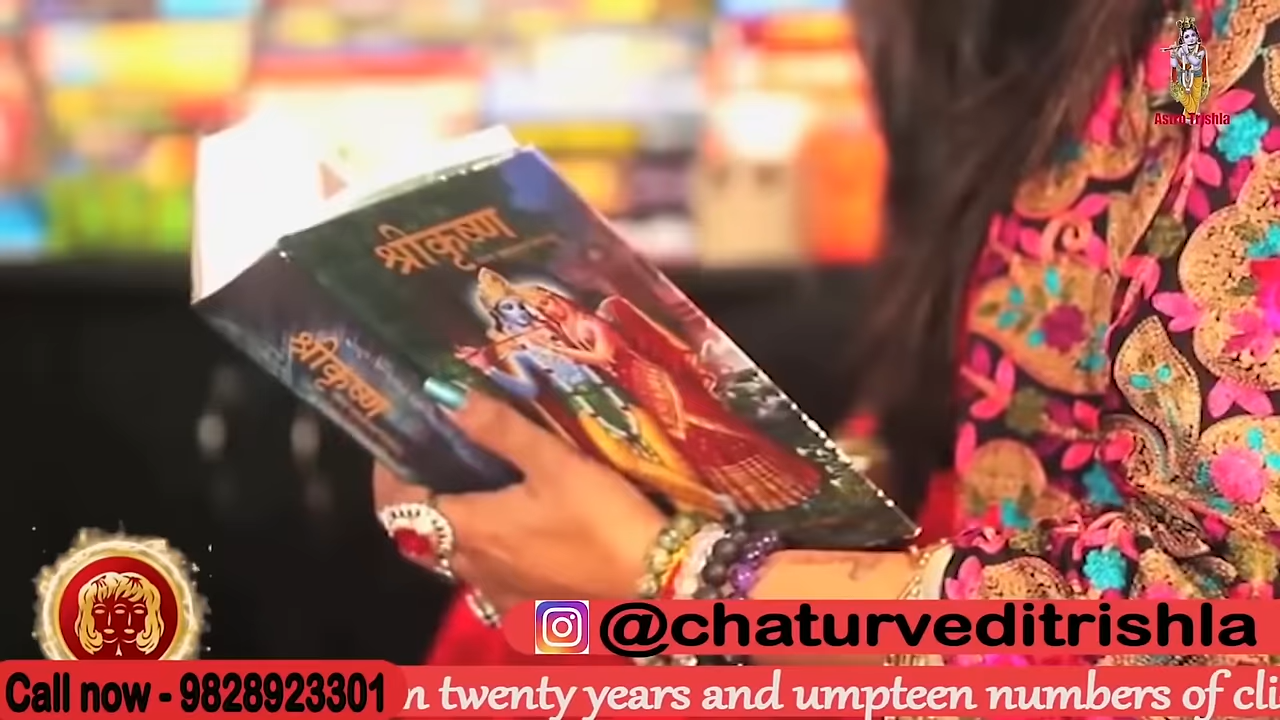 Astro Trishla
श्रीकृष्ण
श्रीकृष्ण
@chaturveditrishla
Call now - 9828923301
n twenty years and umpteen numbers of cli